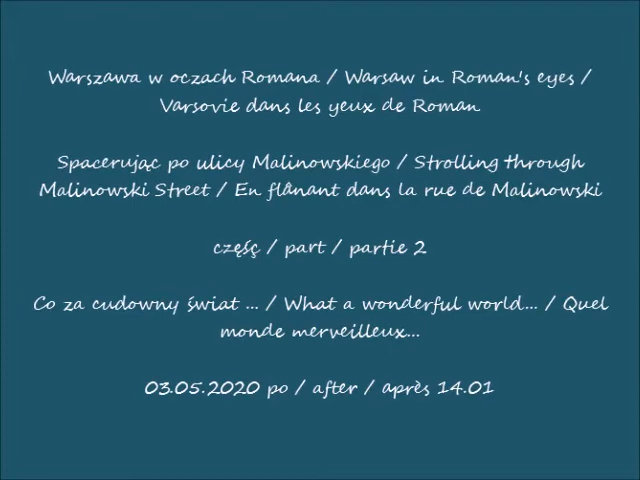 Warszawa w oczach Romana / Warsaw in Roman's eyes /
Varsovie dans les yeux de Roman
Spacerując po ulicy Malinowskiego / Strolling through
Malinowski Street / En flânant dans la rue de Malinowski
częśç / part / partie 2
Co za cudowny świat ... / What a wonderful world... / Quel
monde merveilleux...
03.05.2020 po / after / après 14.01